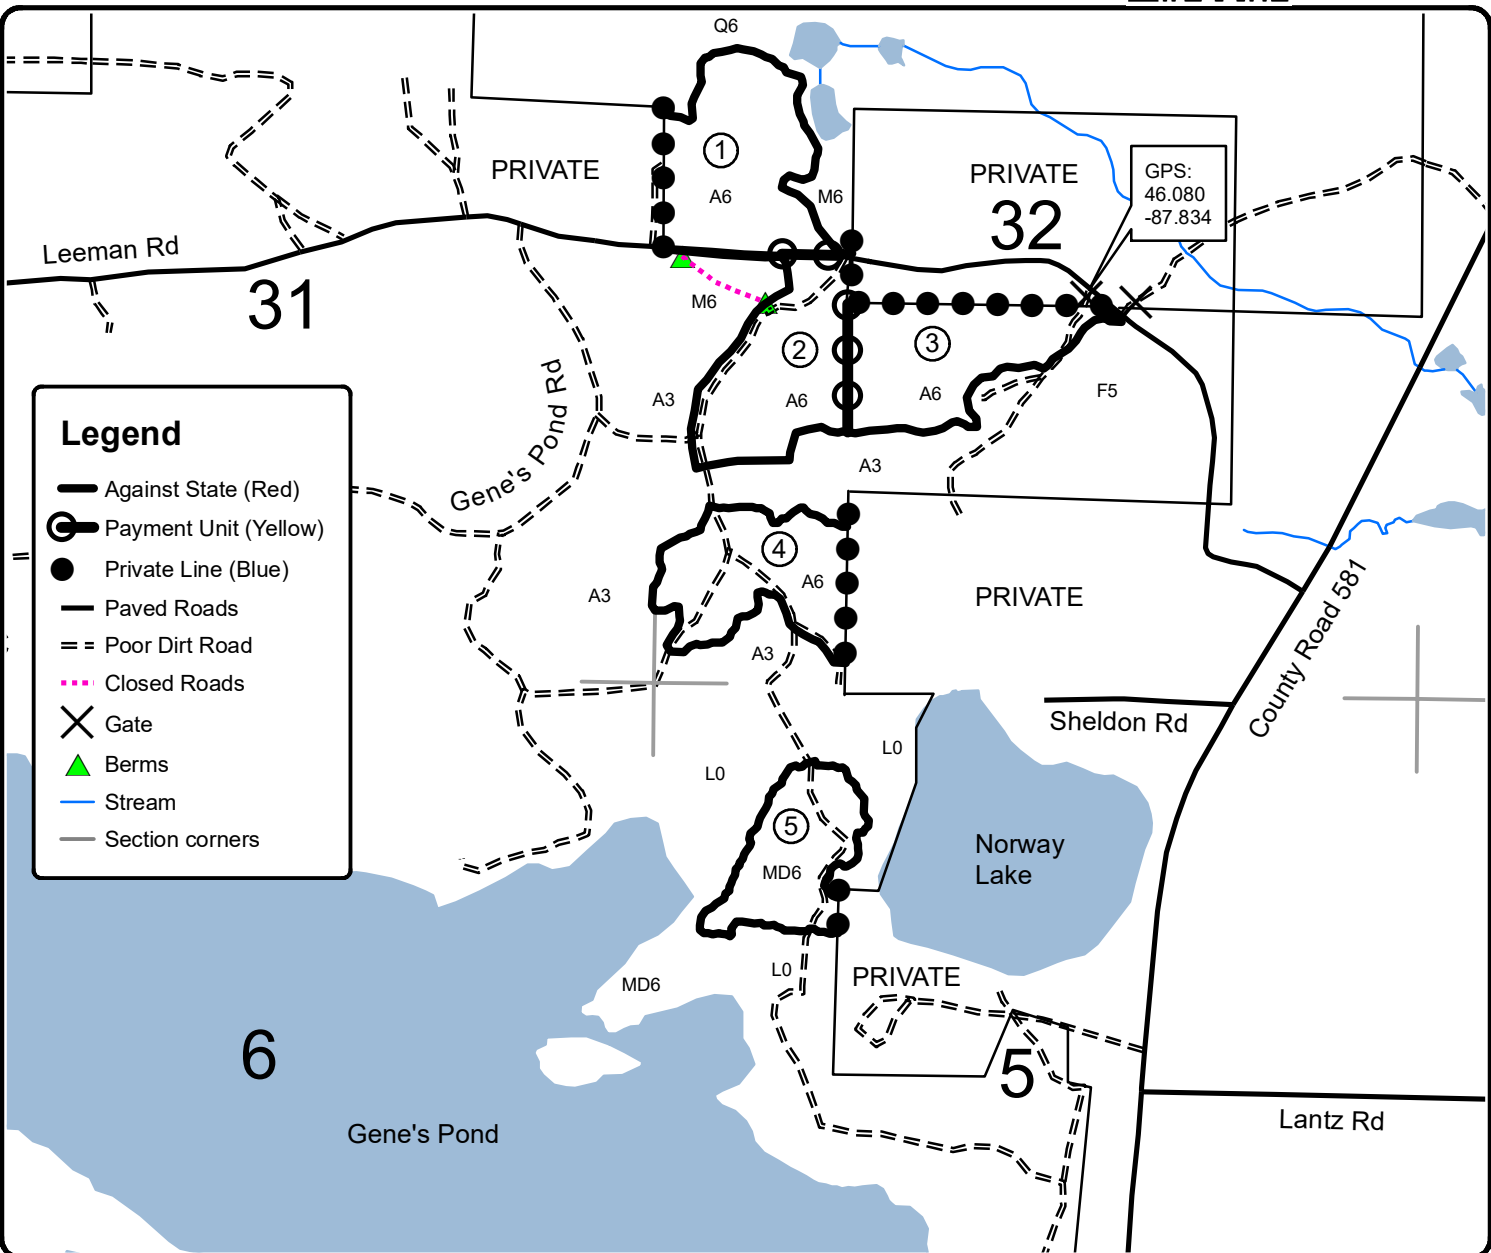 Q6
PRIVATE
1
A6
M6
PRIVATE
32
GPS:
46.080
-87.834
Leeman Rd
31
M6
2
3
A3
A6
A6
F5
Gene's Pond Rd
A3
Legend
Against State (Red)
Payment Unit (Yellow)
Private Line (Blue)
Paved Roads
Poor Dirt Road
Closed Roads
Gate
Berms
Stream
Section corners
4
A6
A3
PRIVATE
County Road 581
A3
Sheldon Rd
L0
L0
5
MD6
Norway
Lake
L0
MD6
PRIVATE
6
5
Gene's Pond
Lantz Rd